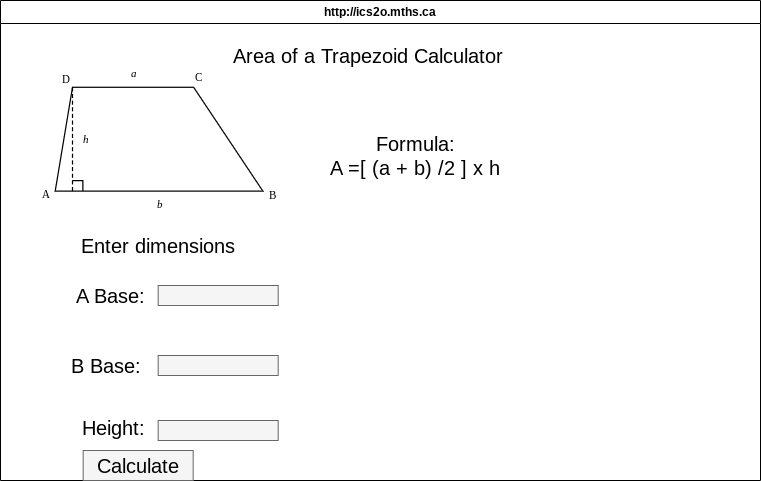 http://ics2o.mths.ca
Area of a Trapezoid Calculator
D
a
C
h
A
b
B
Formula:
A =[ (a + b) /2 ] x h
Enter dimensions
A Base:
B Base:
Height:
Calculate